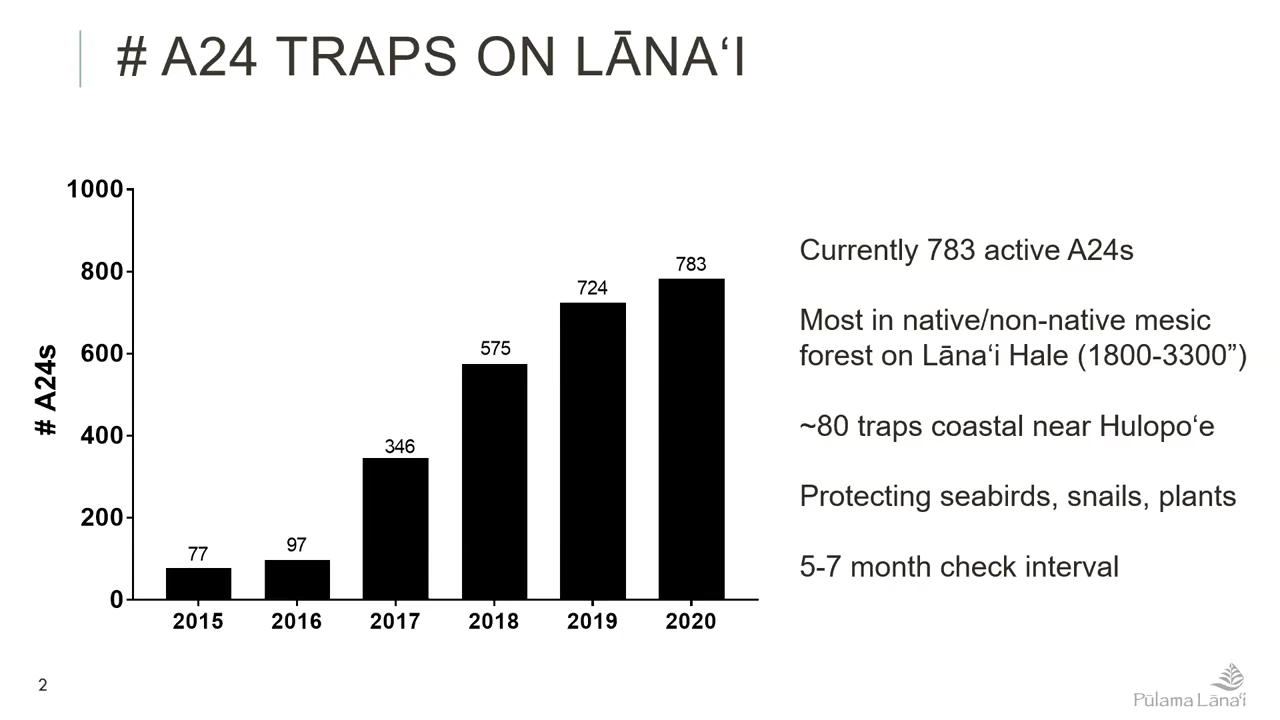 # A24 TRAPS ON LĀNAʻI
1000
800
600
400
200
0
# A24s
77
97
346
575
724
783
2015
2016
2017
2018
2019
2020
Currently 783 active A24s
Most in native/non-native mesic
forest on Lānaʻi Hale (1800-3300”)
~80 traps coastal near Hulopoʻe
Protecting seabirds, snails, plants
5-7 month check interval
2
Pūlama Lānaʻi